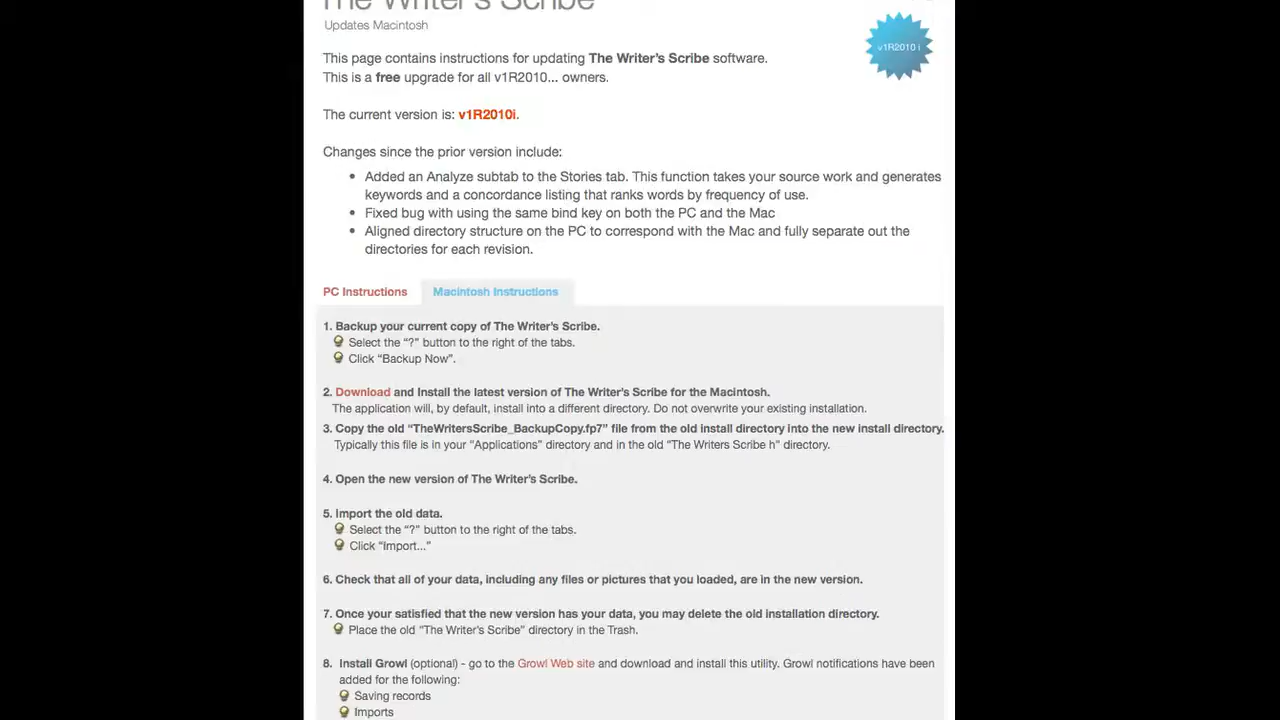 The Writer's Scribe
Updates Macintosh
v1R2010 i
This page contains instructions for updating The Writer's Scribe software.
This is a free upgrade for all v1R2010... owners.
The current version is: v1R2010i.
Changes since the prior version include:
• Added an Analyze subtab to the Stories tab. This function takes your source work and generates
keywords and a concordance listing that ranks words by frequency of use.
• Fixed bug with using the same bind key on both the PC and the Mac
• Aligned directory structure on the PC to correspond with the Mac and fully separate out the
directories for each revision.
PC Instructions
Macintosh Instructions
1. Backup your current copy of The Writer's Scribe.
Select the “?” button to the right of the tabs.
Click “Backup Now”.
2. Download and Install the latest version of The Writer's Scribe for the Macintosh.
The application will, by default, install into a different directory. Do not overwrite your existing installation.
3. Copy the old “TheWritersScribe_BackupCopy.fp7” file from the old install directory into the new install directory.
Typically this file is in your “Applications” directory and in the old “The Writers Scribe h” directory.
4. Open the new version of The Writer's Scribe.
5. Import the old data.
Select the “?” button to the right of the tabs.
Click “Import...”
6. Check that all of your data, including any files or pictures that you loaded, are in the new version.
7. Once your satisfied that the new version has your data, you may delete the old installation directory.
Place the old “The Writer's Scribe” directory in the Trash.
8. Install Growl (optional) - go to the Growl Web site and download and install this utility. Growl notifications have been
added for the following:
Saving records
Imports